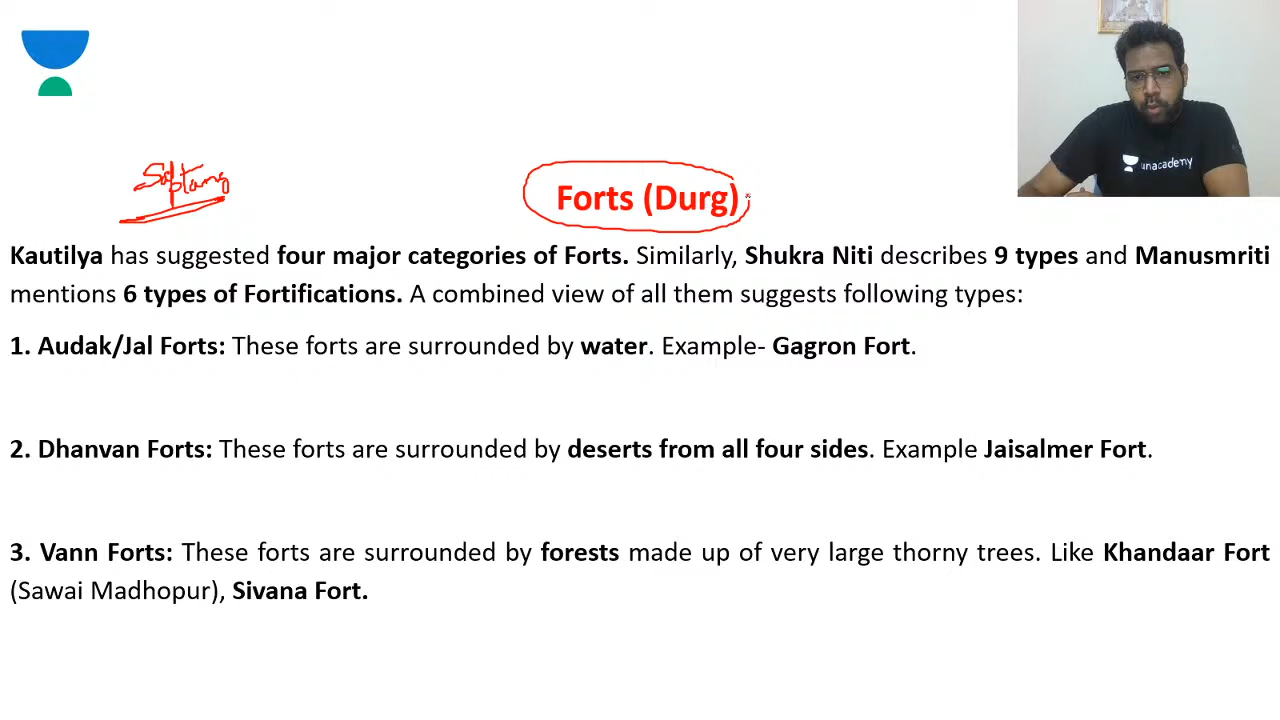 unacademy
Saptang
Forts (Durg)
Kautilya has suggested four major categories of Forts. Similarly, Shukra Niti describes 9 types and Manusmriti
mentions 6 types of Fortifications. A combined view of all them suggests following types:
1. Audak/Jal Forts: These forts are surrounded by water. Example- Gagron Fort.
2. Dhanvan Forts: These forts are surrounded by deserts from all four sides. Example Jaisalmer Fort.
3. Vann Forts: These forts are surrounded by forests made up of very large thorny trees. Like Khandaar Fort
(Sawai Madhopur), Sivana Fort.